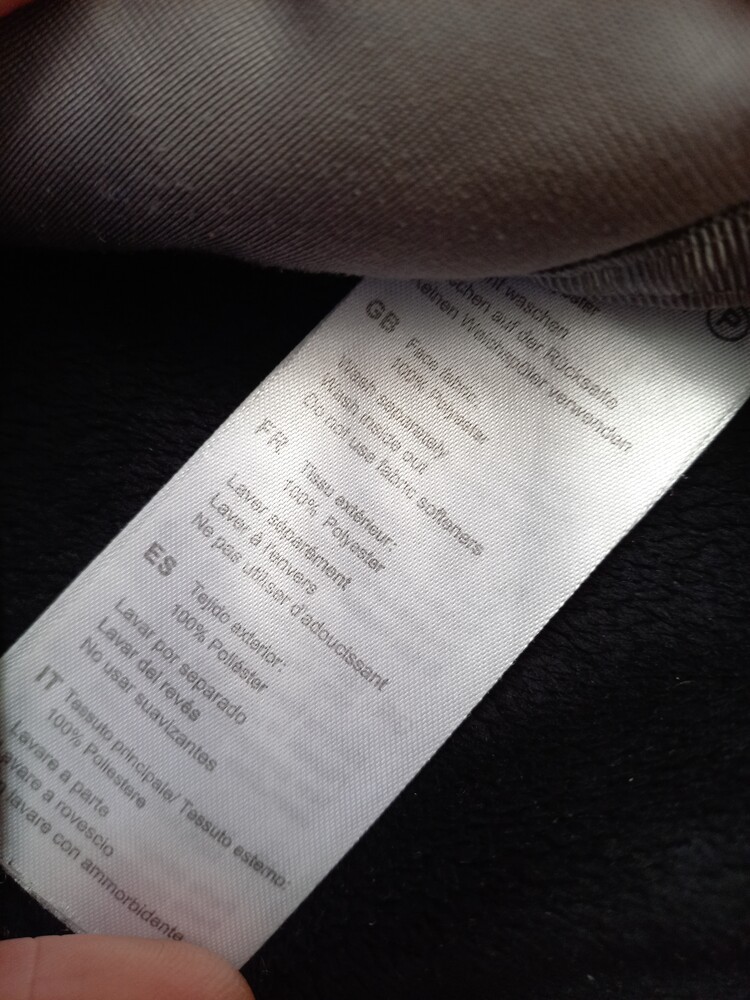 waschen
auf der Rückseite
Weichspüler verwenden
GB
Face fabric:
100% Polyester
Wash separately
Wash inside out
Do not use fabric softeners
FR
Tissu extérieur:
100% Polyester
Laver séparément
Laver à l'envers
Ne pas utiliser d'adoucissant
ES
Tejido exterior:
100% Poliéster
Lavar por separado
Lavar del revés
No usar suavizantes
IT
Tessuto principale/ Tessuto esterno:
100% Poliestere
Lavare a parte
a rovescio
lavare con ammorbidente
P